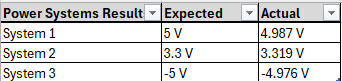 Power Systems Result Expected Actual
System 1 5 V 4.987 V
System 2 3.3 V 3.319 V
System 3 -5 V -4.976 V